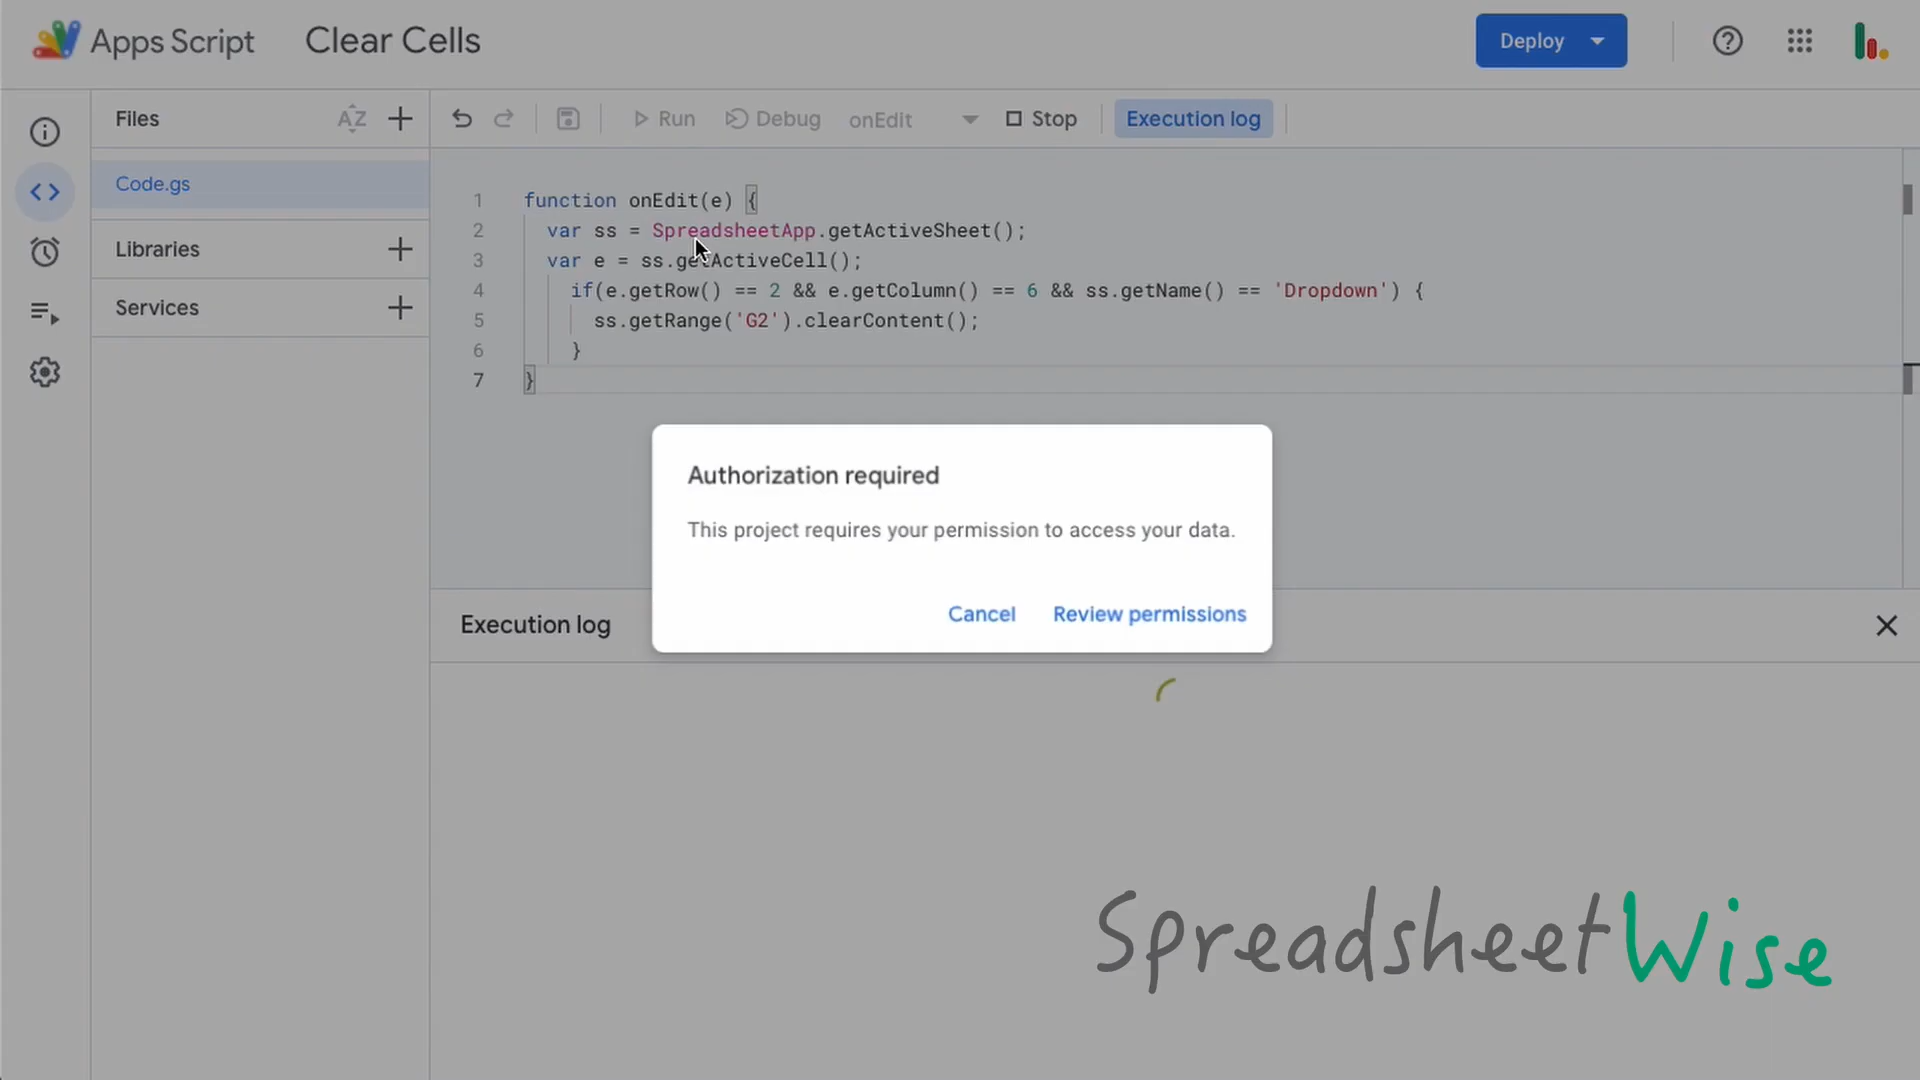 Apps Script Clear Cells Deploy
Files AZ Run Debug onEdit Stop Execution log
Code.gs
Libraries
Services
1 function onEdit(e) {
2 var ss = SpreadsheetApp.getActiveSheet();
3 var e = ss.getActiveCell();
4 if(e.getRow() == 2 && e.getColumn() == 6 && ss.getName() == 'Dropdown') {
5 ss.getRange('G2').clearContent();
6 }
7 }
Authorization required
This project requires your permission to access your data.
Cancel Review permissions
Execution log
SpreadsheetWise